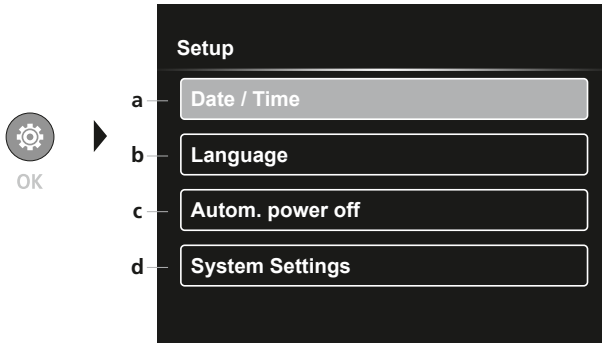 Setup
a Date / Time
b Language
OK
c Autom. power off
d System Settings